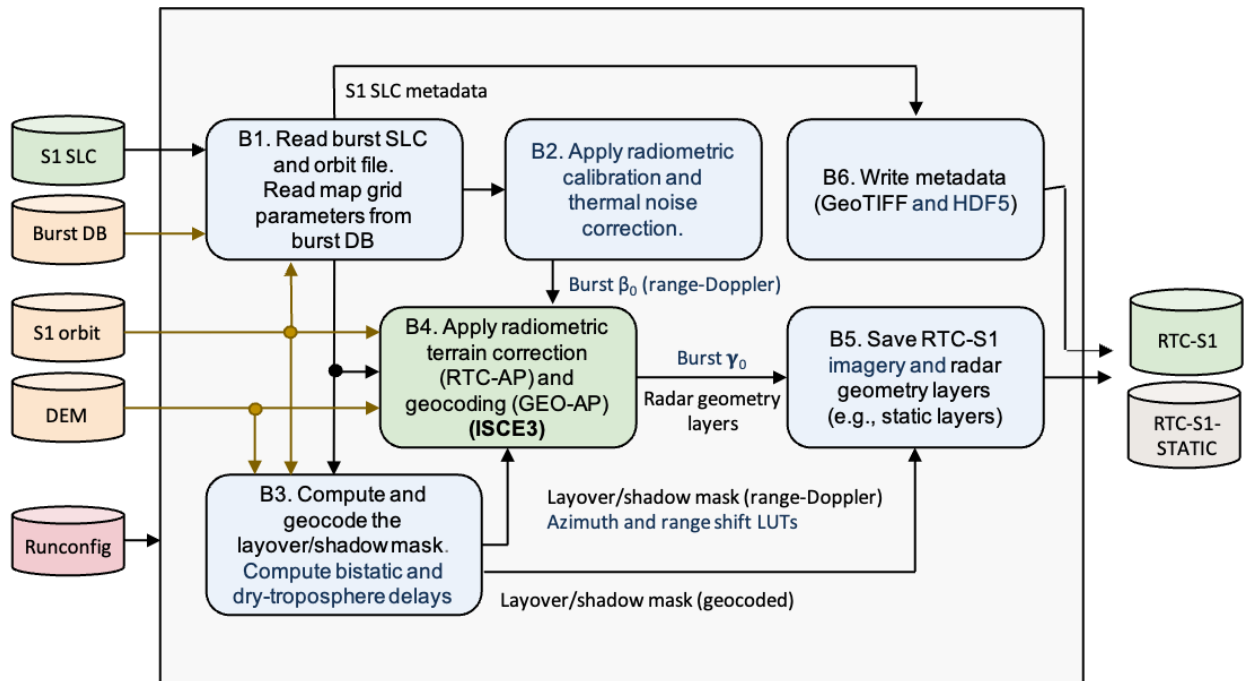 S1 SLC metadata
S1 SLC
B1. Read burst SLC
and orbit file.
Read map grid
parameters from
burst DB
B2. Apply radiometric
calibration and
thermal noise
correction.
B6. Write metadata
(GeoTIFF and HDF5)
Burst DB
Burst β₀ (range-Doppler)
S1 orbit
DEM
B4. Apply radiometric
terrain correction
(RTC-AP) and
geocoding (GEO-AP)
(ISCE3)
Burst γ₀
Radar geometry
layers
B5. Save RTC-S1
imagery and radar
geometry layers
(e.g., static layers)
RTC-S1
RTC-S1-
STATIC
Runconfig
B3. Compute and
geocode the
layover/shadow mask.
Compute bistatic and
dry-troposphere delays
Layover/shadow mask (range-Doppler)
Azimuth and range shift LUTs
Layover/shadow mask (geocoded)